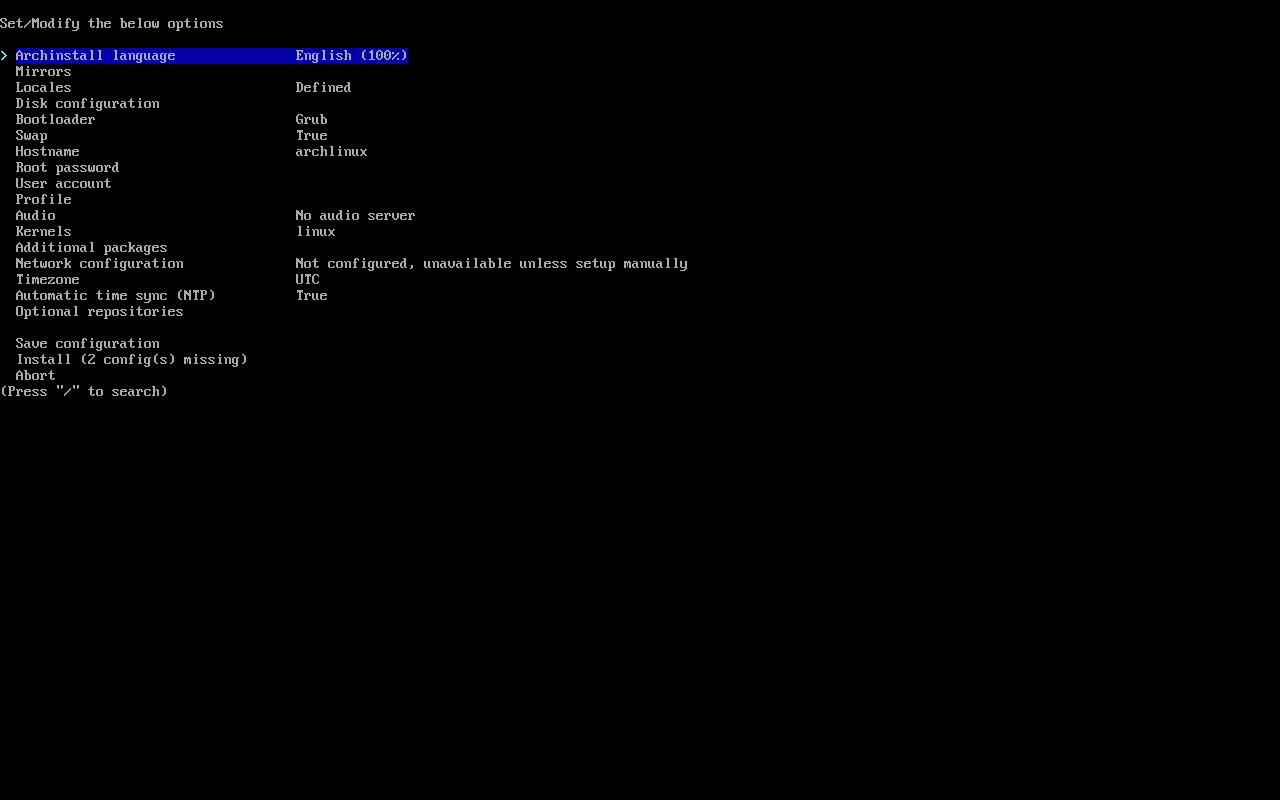 Set/Modify the below options
> Archinstall language English (100%)
Mirrors
Locales Defined
Disk configuration
Bootloader Grub
Swap True
Hostname archlinux
Root password
User account
Profile
Audio No audio server
Kernels linux
Additional packages
Network configuration Not configured, unavailable unless setup manually
Timezone UTC
Automatic time sync (NTP) True
Optional repositories
Save configuration
Install (2 config(s) missing)
Abort
(Press "/" to search)